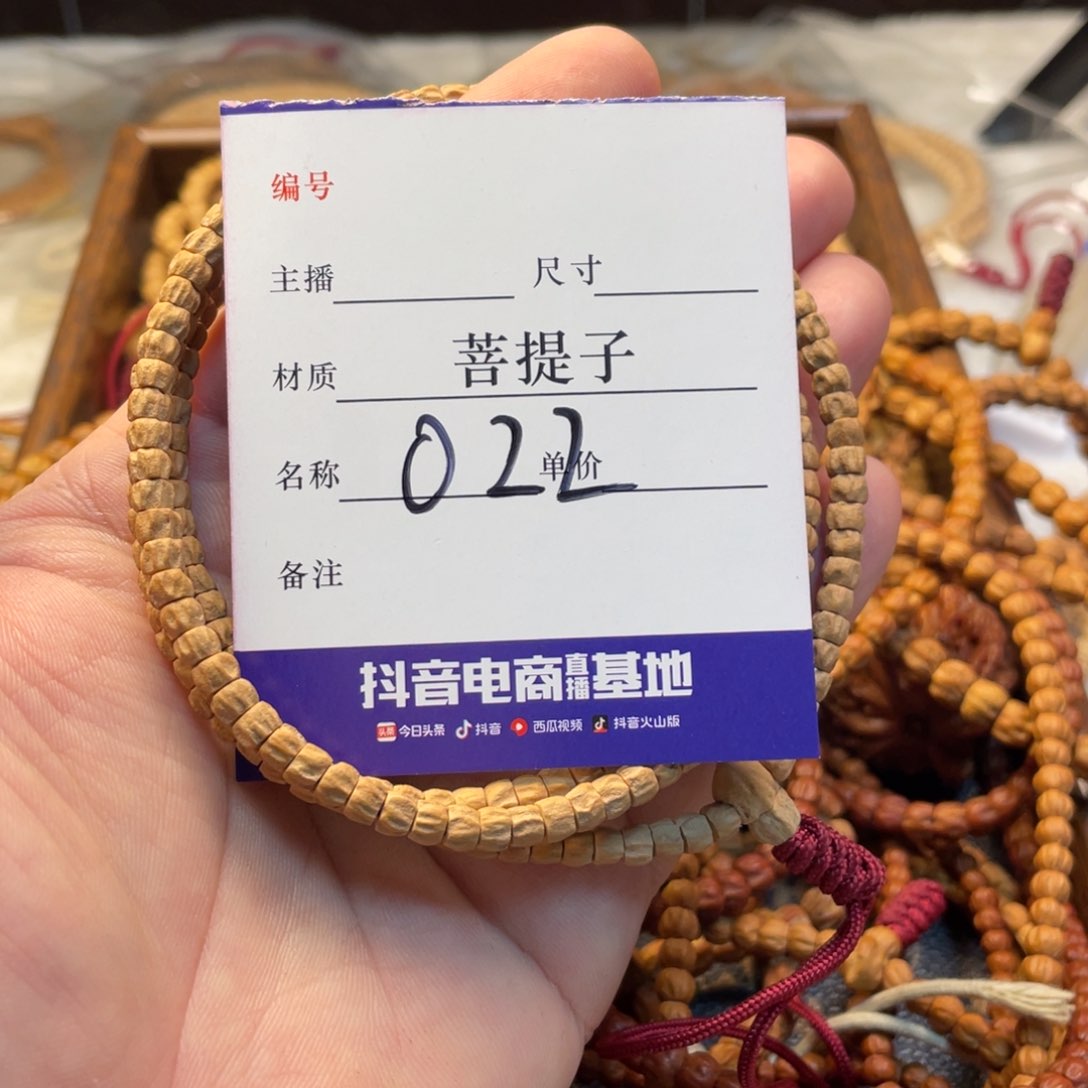 编号
主播 尺寸
材质 菩提子
名称 022 单价
备注
抖音电商直播基地
头条 今日头条 抖音 西瓜视频 抖音火山版